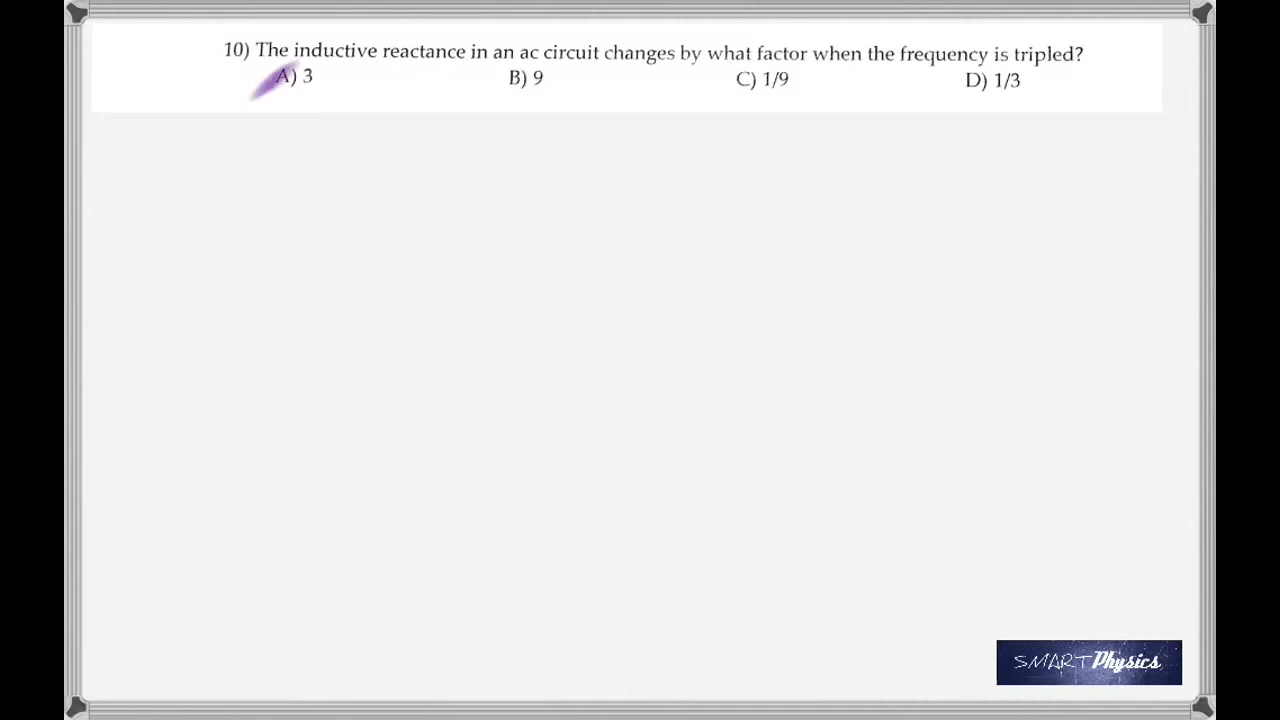 10) The inductive reactance in an ac circuit changes by what factor when the frequency is tripled?
A) 3 B) 9 C) 1/9 D) 1/3
SMART Physics